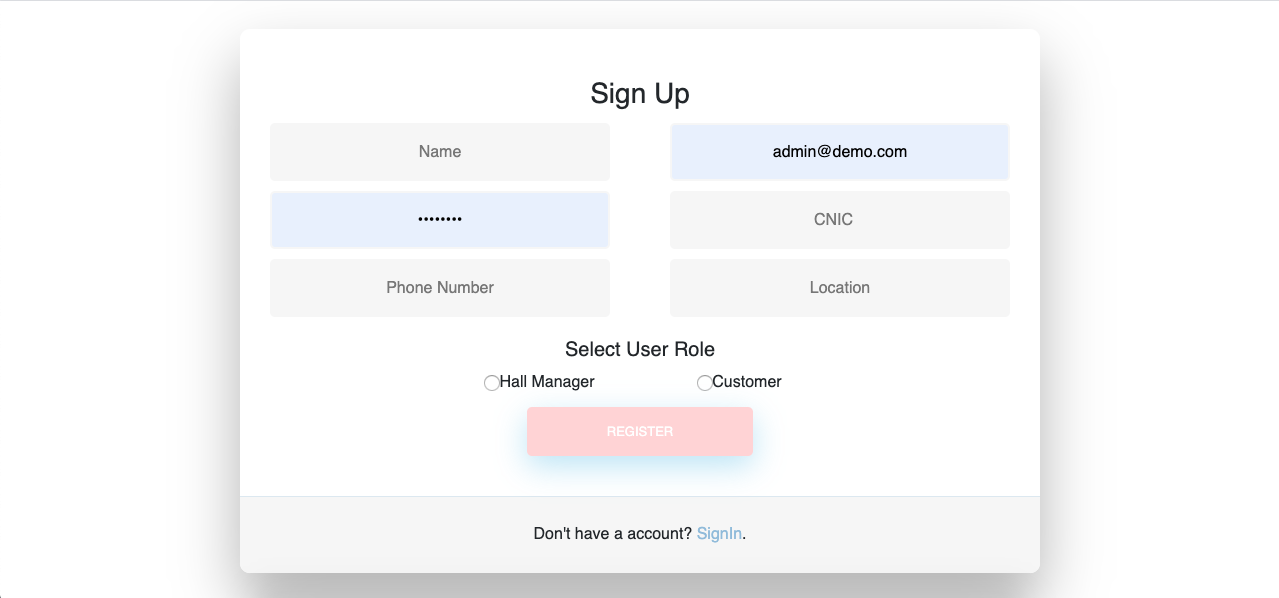 Sign Up
Name
admin@demo.com
••••••••
CNIC
Phone Number
Location
Select User Role
Hall Manager
Customer
REGISTER
Don't have a account? SignIn.